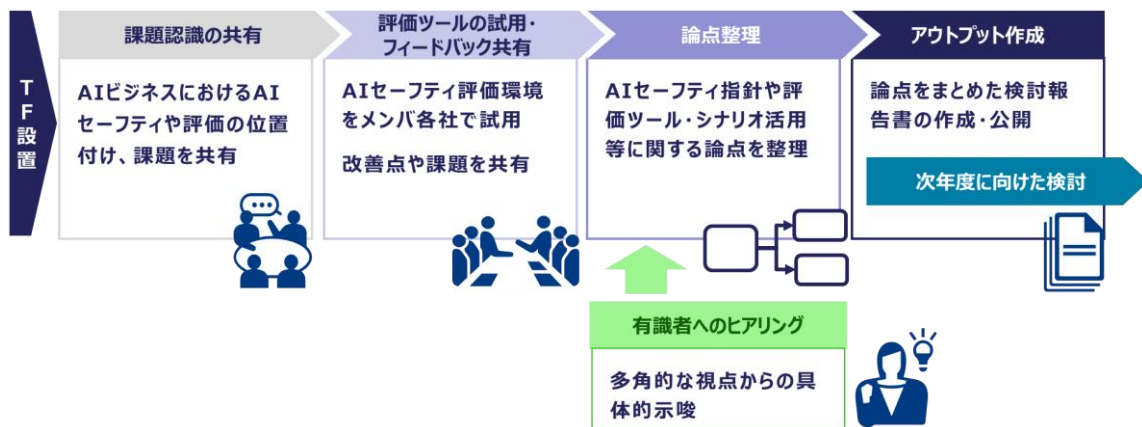 TF設置
課題認識の共有
AIビジネスにおけるAI
セーフティや評価の位置
付け、課題を共有
評価ツールの試用・
フィードバック共有
AIセーフティ評価環境
をメンバ各社で試用
改善点や課題を共有
論点整理
AIセーフティ指針や評
価ツール・シナリオ活用
等に関する論点を整理
アウトプット作成
論点をまとめた検討報
告書の作成・公開
次年度に向けた検討
有識者へのヒアリング
多角的な視点からの具
体的示唆